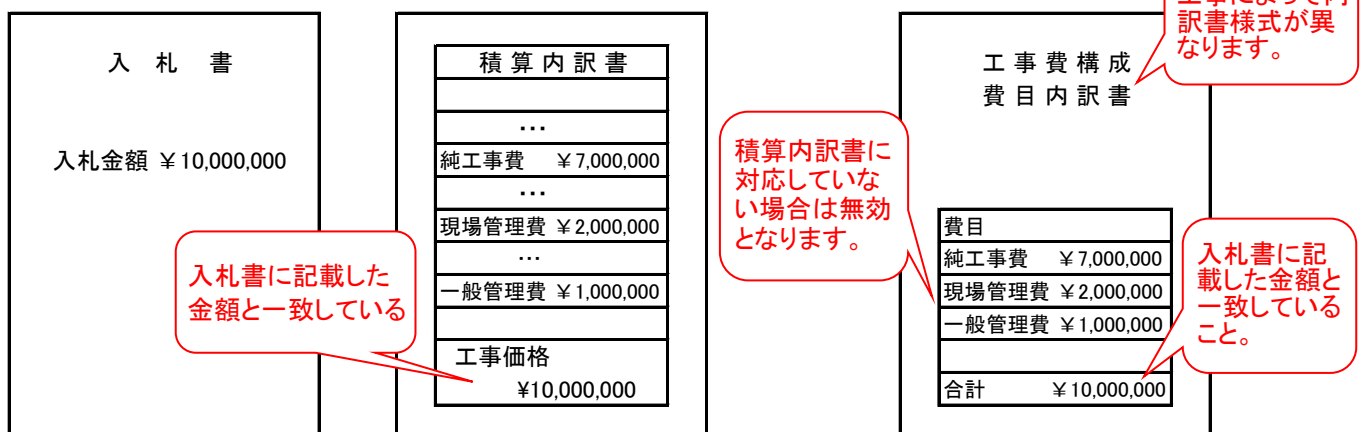 入 札 書
入札金額 ¥10,000,000
入札書に記載した
金額と一致している
積 算 内 訳 書
…
純工事費 ¥7,000,000
…
現場管理費 ¥2,000,000
…
一般管理費 ¥1,000,000
工事価格
¥10,000,000
積算内訳書に
対応していな
い場合は無効
となります。
工 事 費 構 成
費 目 内 訳 書
工事によって内
訳書様式が異
なります。
費目
純工事費 ¥7,000,000
現場管理費 ¥2,000,000
一般管理費 ¥1,000,000
合計 ¥10,000,000
入札書に記
載した金額と
一致している
こと。